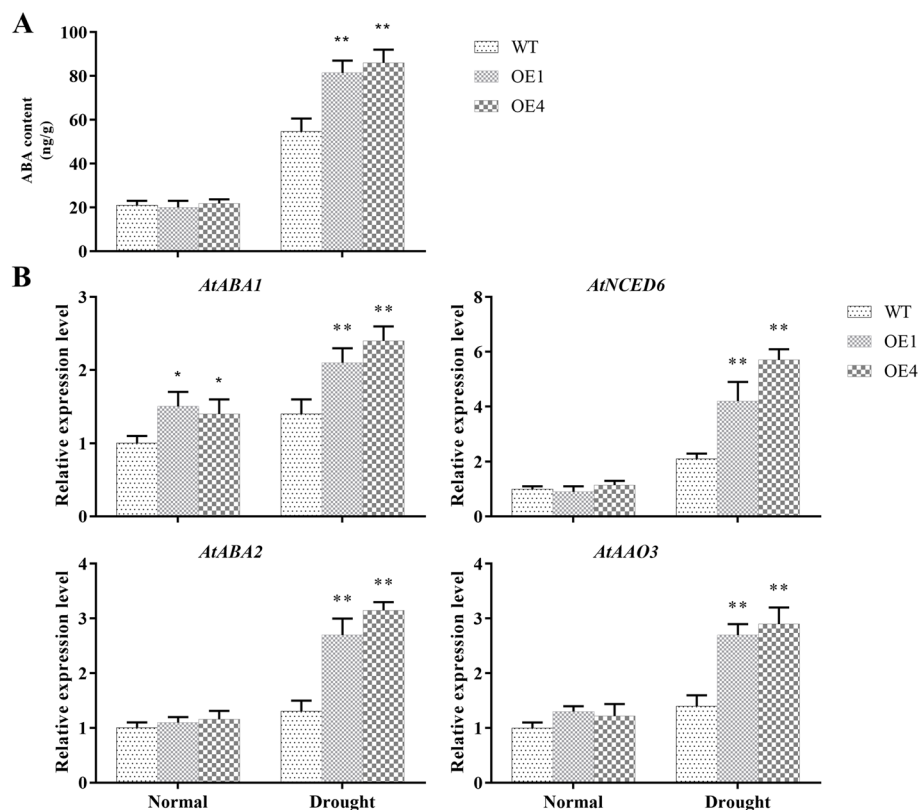 A
100
80
60
40
20
0
ABA content
(ng/g)
** **
WT
OE1
OE4
B
AtABA1
3
2
1
0
Relative expression level
* * ** **
AtNCED6
8
6
4
2
0
Relative expression level
** **
WT
OE1
OE4
AtABA2
4
3
2
1
0
Relative expression level
** **
Normal Drought
AtAAO3
4
3
2
1
0
Relative expression level
** **
Normal Drought